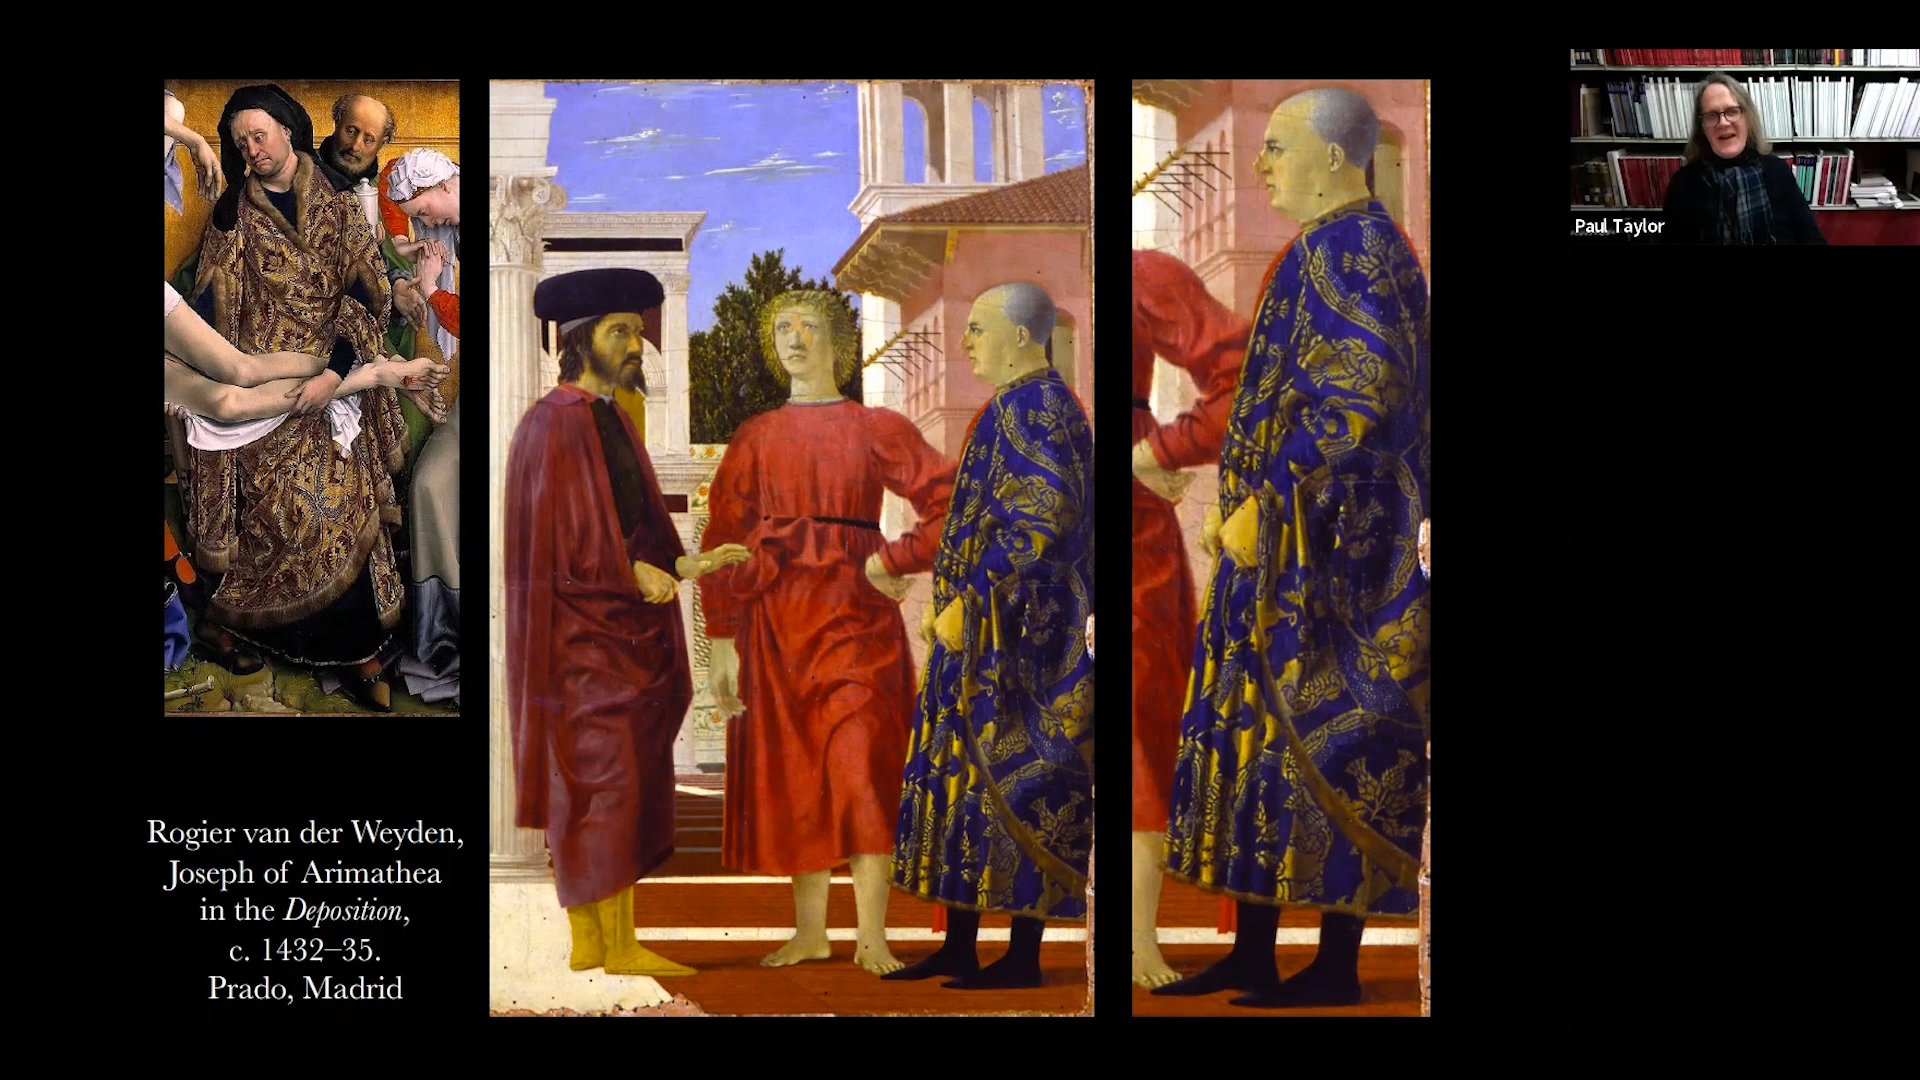 Paul Taylor
Rogier van der Weyden,
Joseph of Arimathea
in the Deposition,
c. 1432–35.
Prado, Madrid